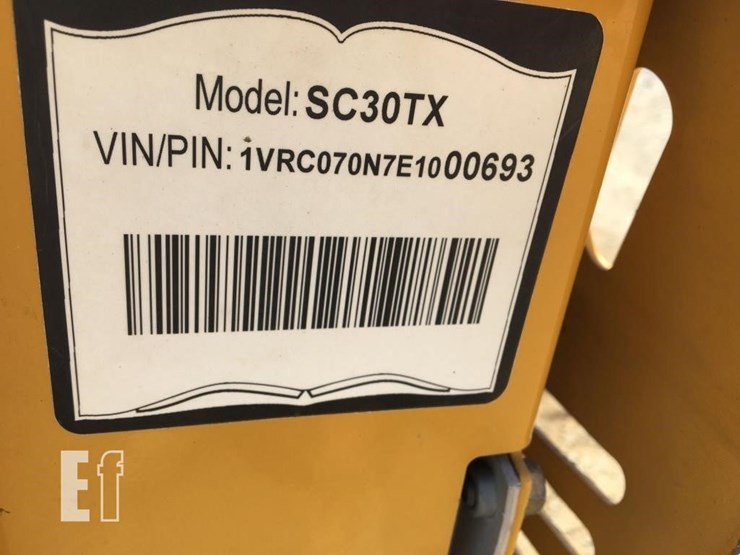 Model: SC30TX
VIN/PIN: 1VRC070N7E1000693
Ef